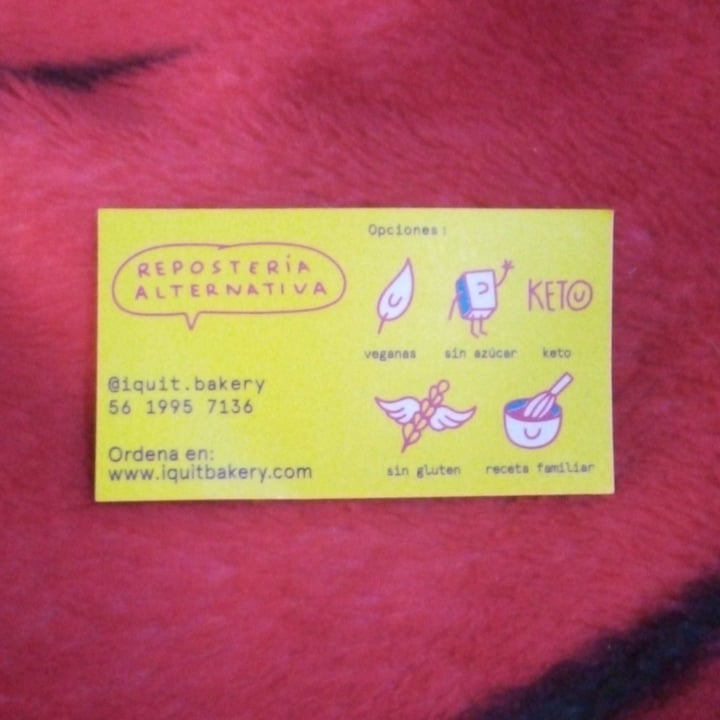 REPOSTERÍA
ALTERNATIVA
@iquit.bakery
56 1995 7136
Ordena en:
www.iquitbakery.com
Opciones:
KETO
veganas sin azúcar keto
sin gluten receta familiar